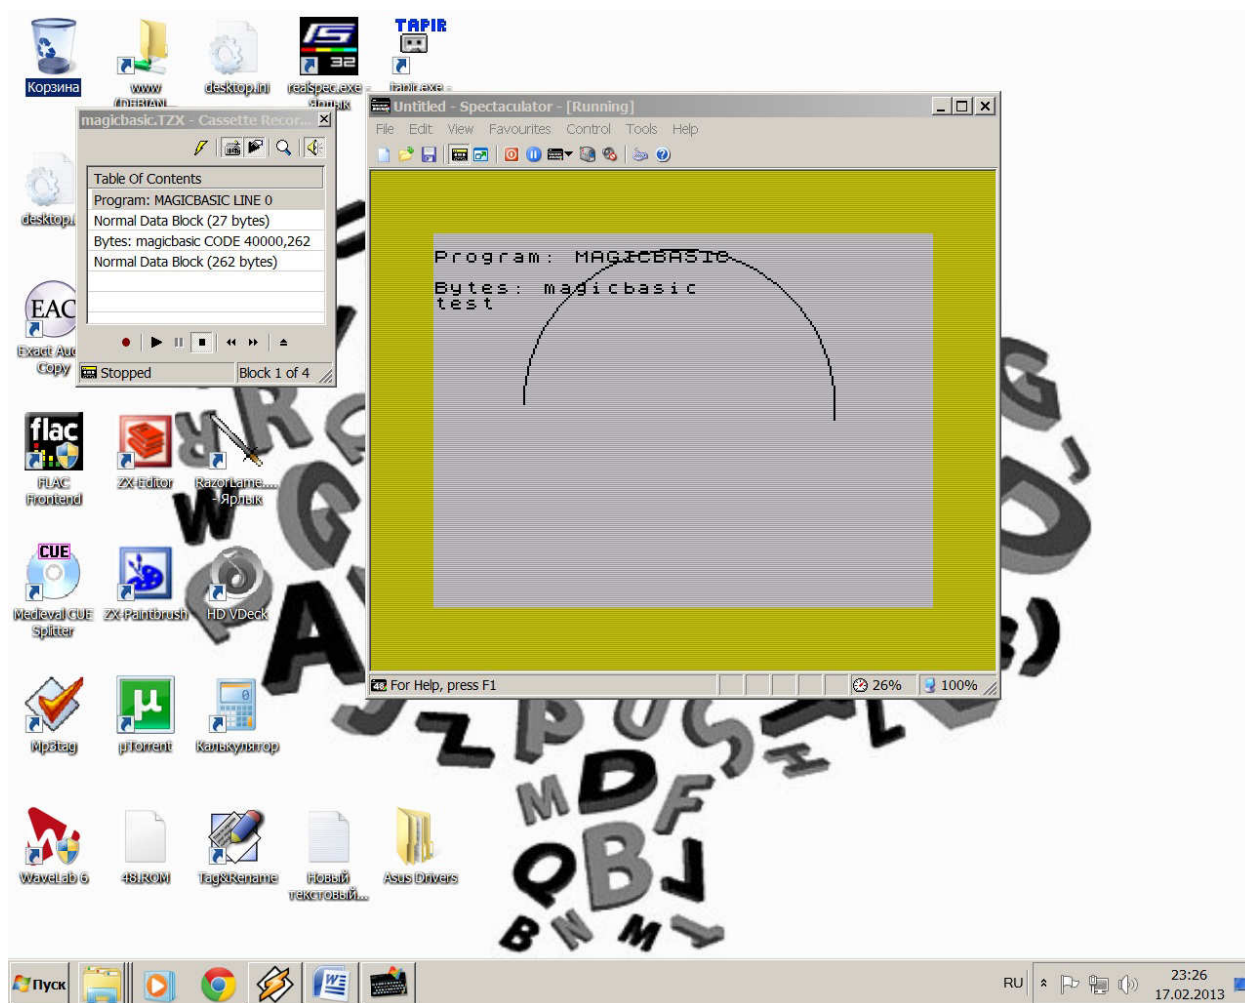 TAPIR
32
Корзина
www
(DEBIAN...
desktop.ini
realspec.exe -
Ярлык
tapir.exe -
Untitled - Spectaculator - [Running]
File Edit View Favourites Control Tools Help
magicbasic.TZX - Cassette Recor...
Table Of Contents
Program: MAGICBASIC LINE 0
Normal Data Block (27 bytes)
Bytes: magicbasic CODE 40000,262
Normal Data Block (262 bytes)
Stopped
Block 1 of 4
Program: MAGICBASIC
Bytes: magicbasic
test
For Help, press F1
26%
100%
EAC
Copy
flac
FLAC
Frontend
ZX-Editor
RazorLame....
- Ярлык
CUE
Medieval CUE
Splitter
ZX-Paintbrush
HD VDeck
Mp3tag
µ
µTorrent
0
Калькулятор
WaveLab 6
48.ROM
Tag&Rename
Новый
текстовый...
Asus Drivers
Пуск
RU
23:26
17.02.2013